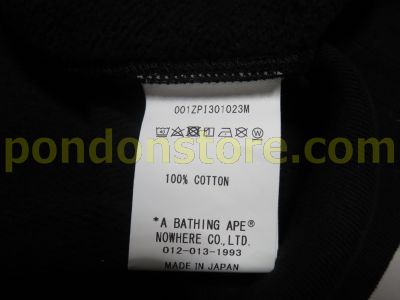 001ZPI301023M
pondonstore.com
100% COTTON
*A BATHING APE®
NOWHERE CO., LTD.
012-013-1993
MADE IN JAPAN